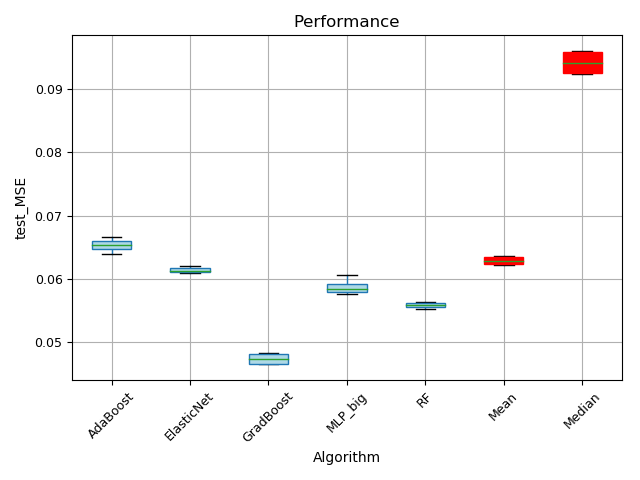 Performance
test_MSE
0.09
0.08
0.07
0.06
0.05
AdaBoost
ElasticNet
GradBoost
MLP_big
RF
Mean
Median
Algorithm